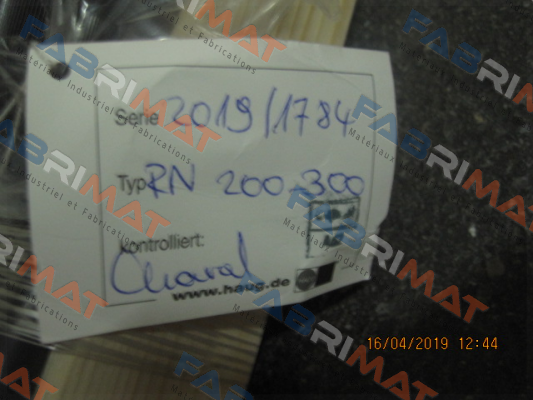 Serie 2019/1784
Typ RN 200-300
Kontrolliert:
www.haug.de
16/04/2019 12:44
FABRIMAT
Materiaux Industriels et Fabrications